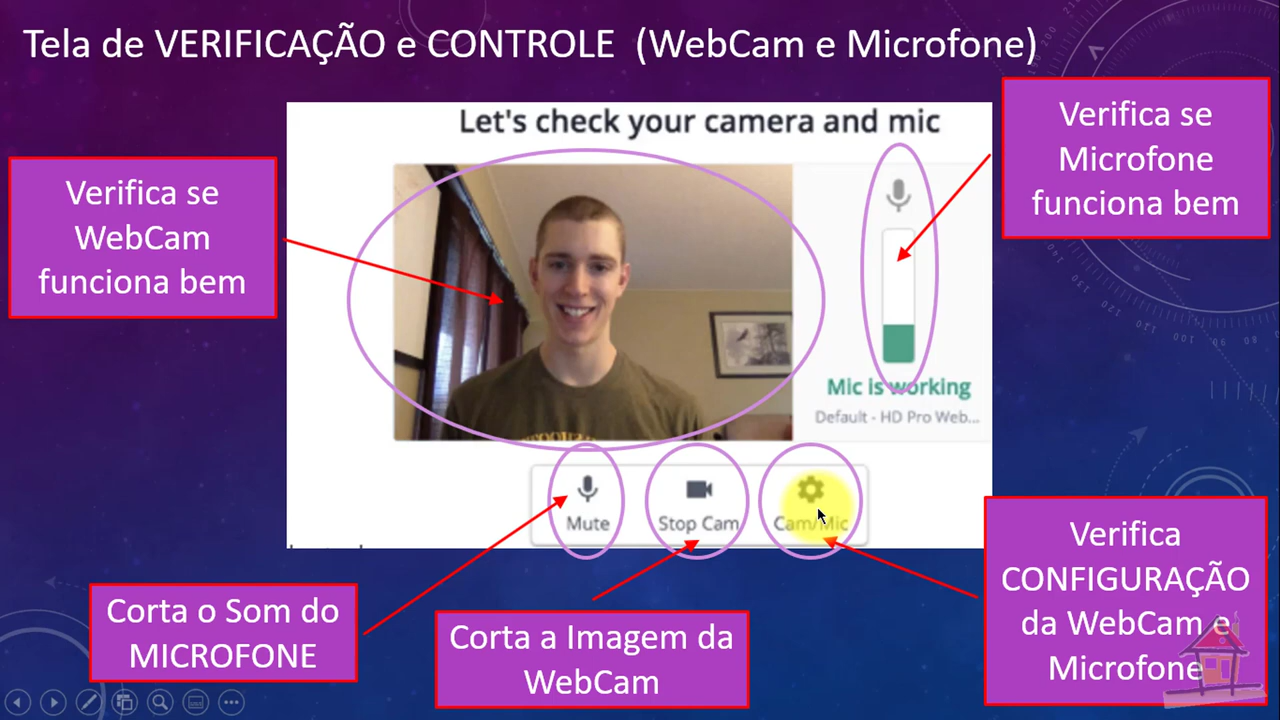 Tela de VERIFICAÇÃO e CONTROLE (WebCam e Microfone)
Verifica se
WebCam
funciona bem
Let's check your camera and mic
Mic is working
Default - HD Pro Web...
Mute
Stop Cam
Cam/Mic
Verifica se
Microfone
funciona bem
Corta o Som do
MICROFONE
Corta a Imagem da
WebCam
Verifica
CONFIGURAÇÃO
da WebCam e
Microfone